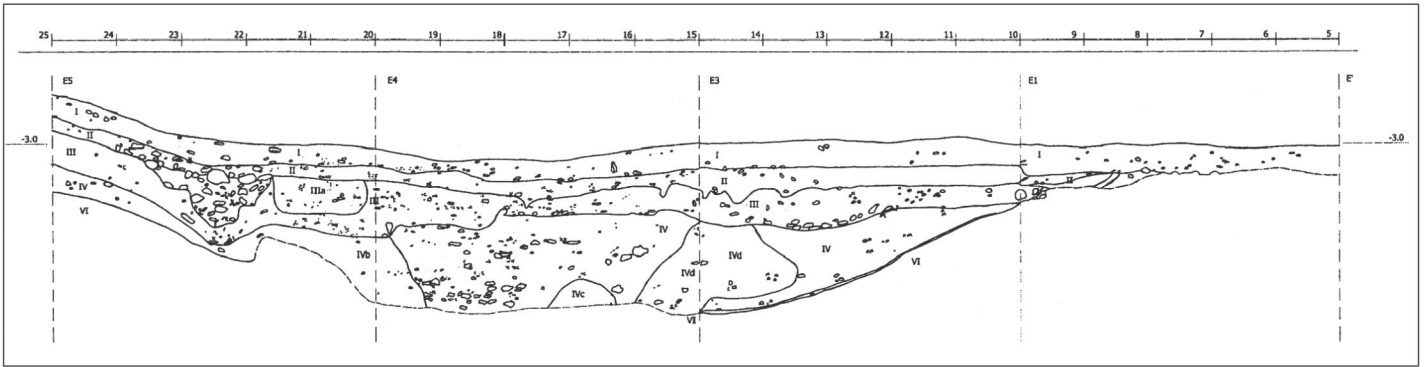 25 24 23 22 21 20 19 18 17 16 15 14 13 12 11 10 9 8 7 6 5
E5 E4 E3 E1 E'
-3.0 -3.0
I I I I
II II II II
III IIIa III III
IV IV IV
VI IVb IVd IVd VI
IVc
VI